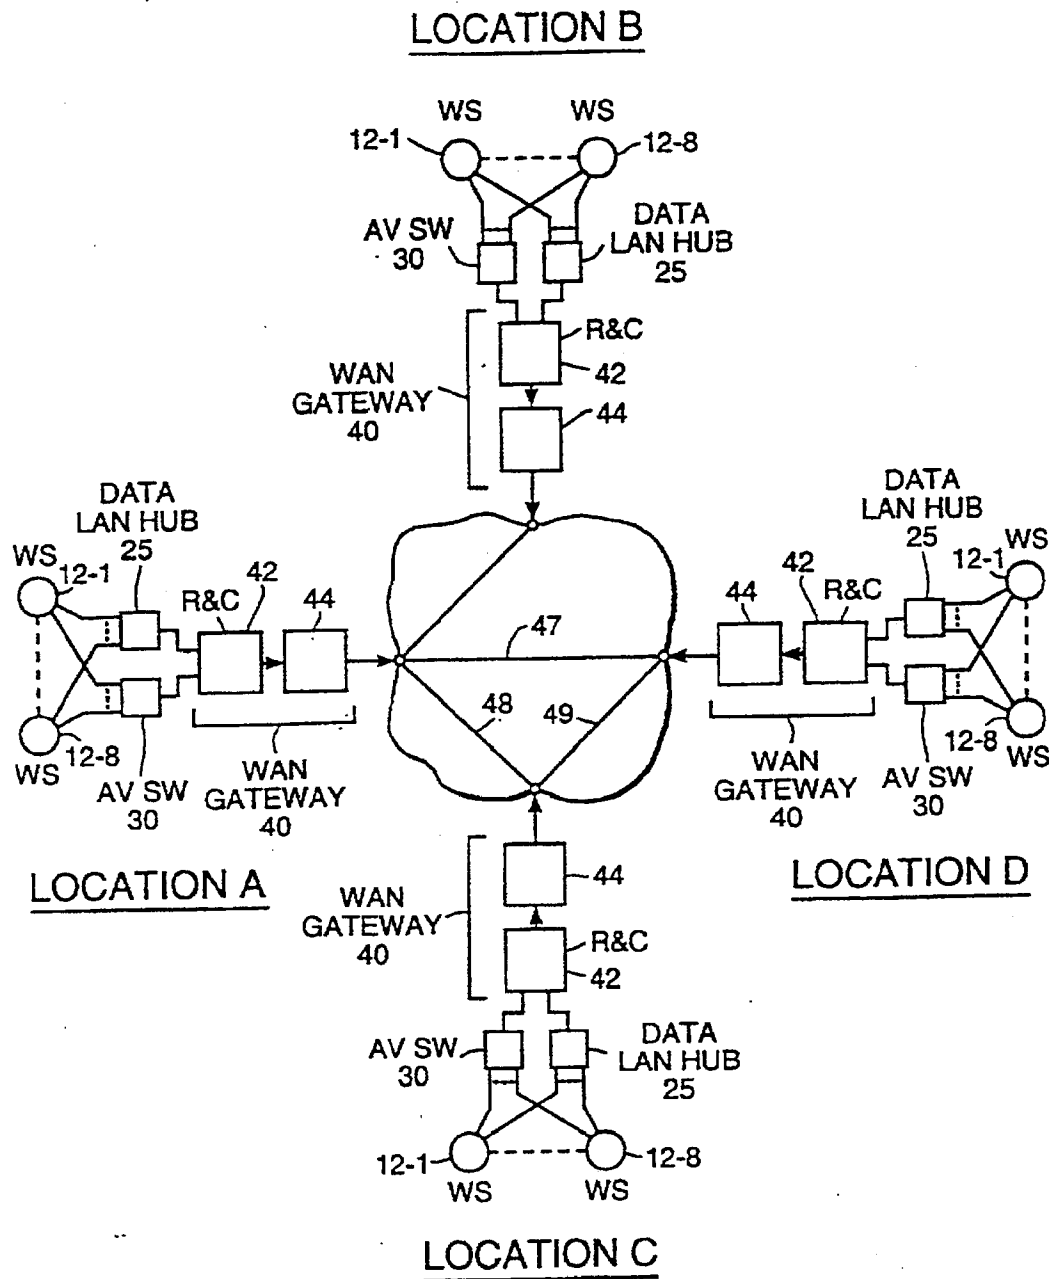 LOCATION B
WS WS
12-1 12-8
AV SW
30
DATA
LAN HUB
25
R&C
42
WAN
GATEWAY
40
44
DATA
LAN HUB
25
WS
12-1
R&C
42
44
12-8
WS
AV SW
30
WAN
GATEWAY
40
LOCATION A
47
48
49
DATA
LAN HUB
25
WS
12-1
42
R&C
44
12-8
WS
AV SW
30
WAN
GATEWAY
40
LOCATION D
44
WAN
GATEWAY
40
R&C
42
AV SW
30
DATA
LAN HUB
25
12-1 12-8
WS WS
LOCATION C